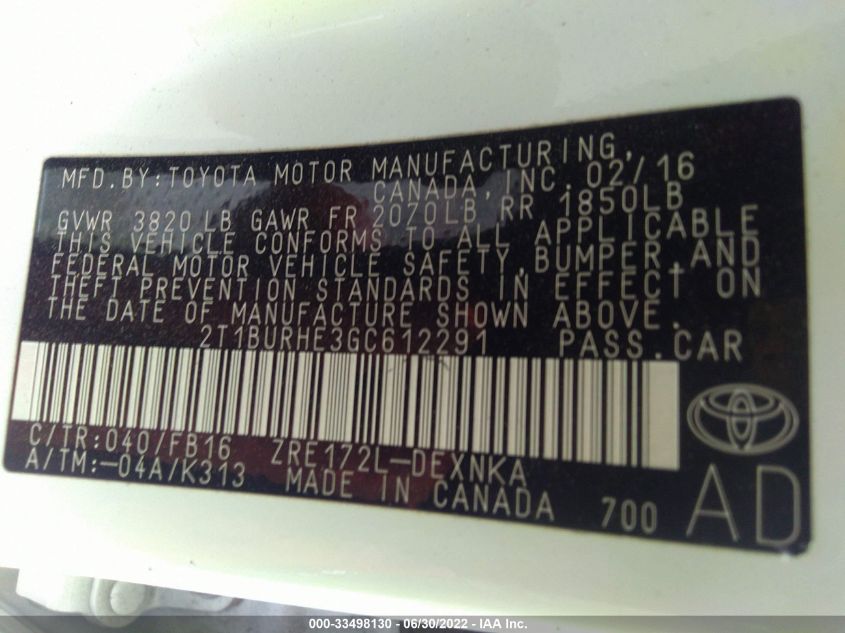 MFD. BY: TOYOTA MOTOR MANUFACTURING,
CANADA, INC. 02/16
GVWR 3820 LB GAWR FR 2070LB, RR 1850LB
THIS VEHICLE CONFORMS TO ALL APPLICABLE
FEDERAL MOTOR VEHICLE SAFETY, BUMPER, AND
THEFT PREVENTION STANDARDS IN EFFECT ON
THE DATE OF MANUFACTURE SHOWN ABOVE.
2T1BURHE3GC612291 PASS.CAR
C/TR:040/FB16 ZRE172L-DEXNKA
A/TM:-04A/K313 MADE IN CANADA 700
AD
000-33498130 - 06/30/2022 - IAA Inc.